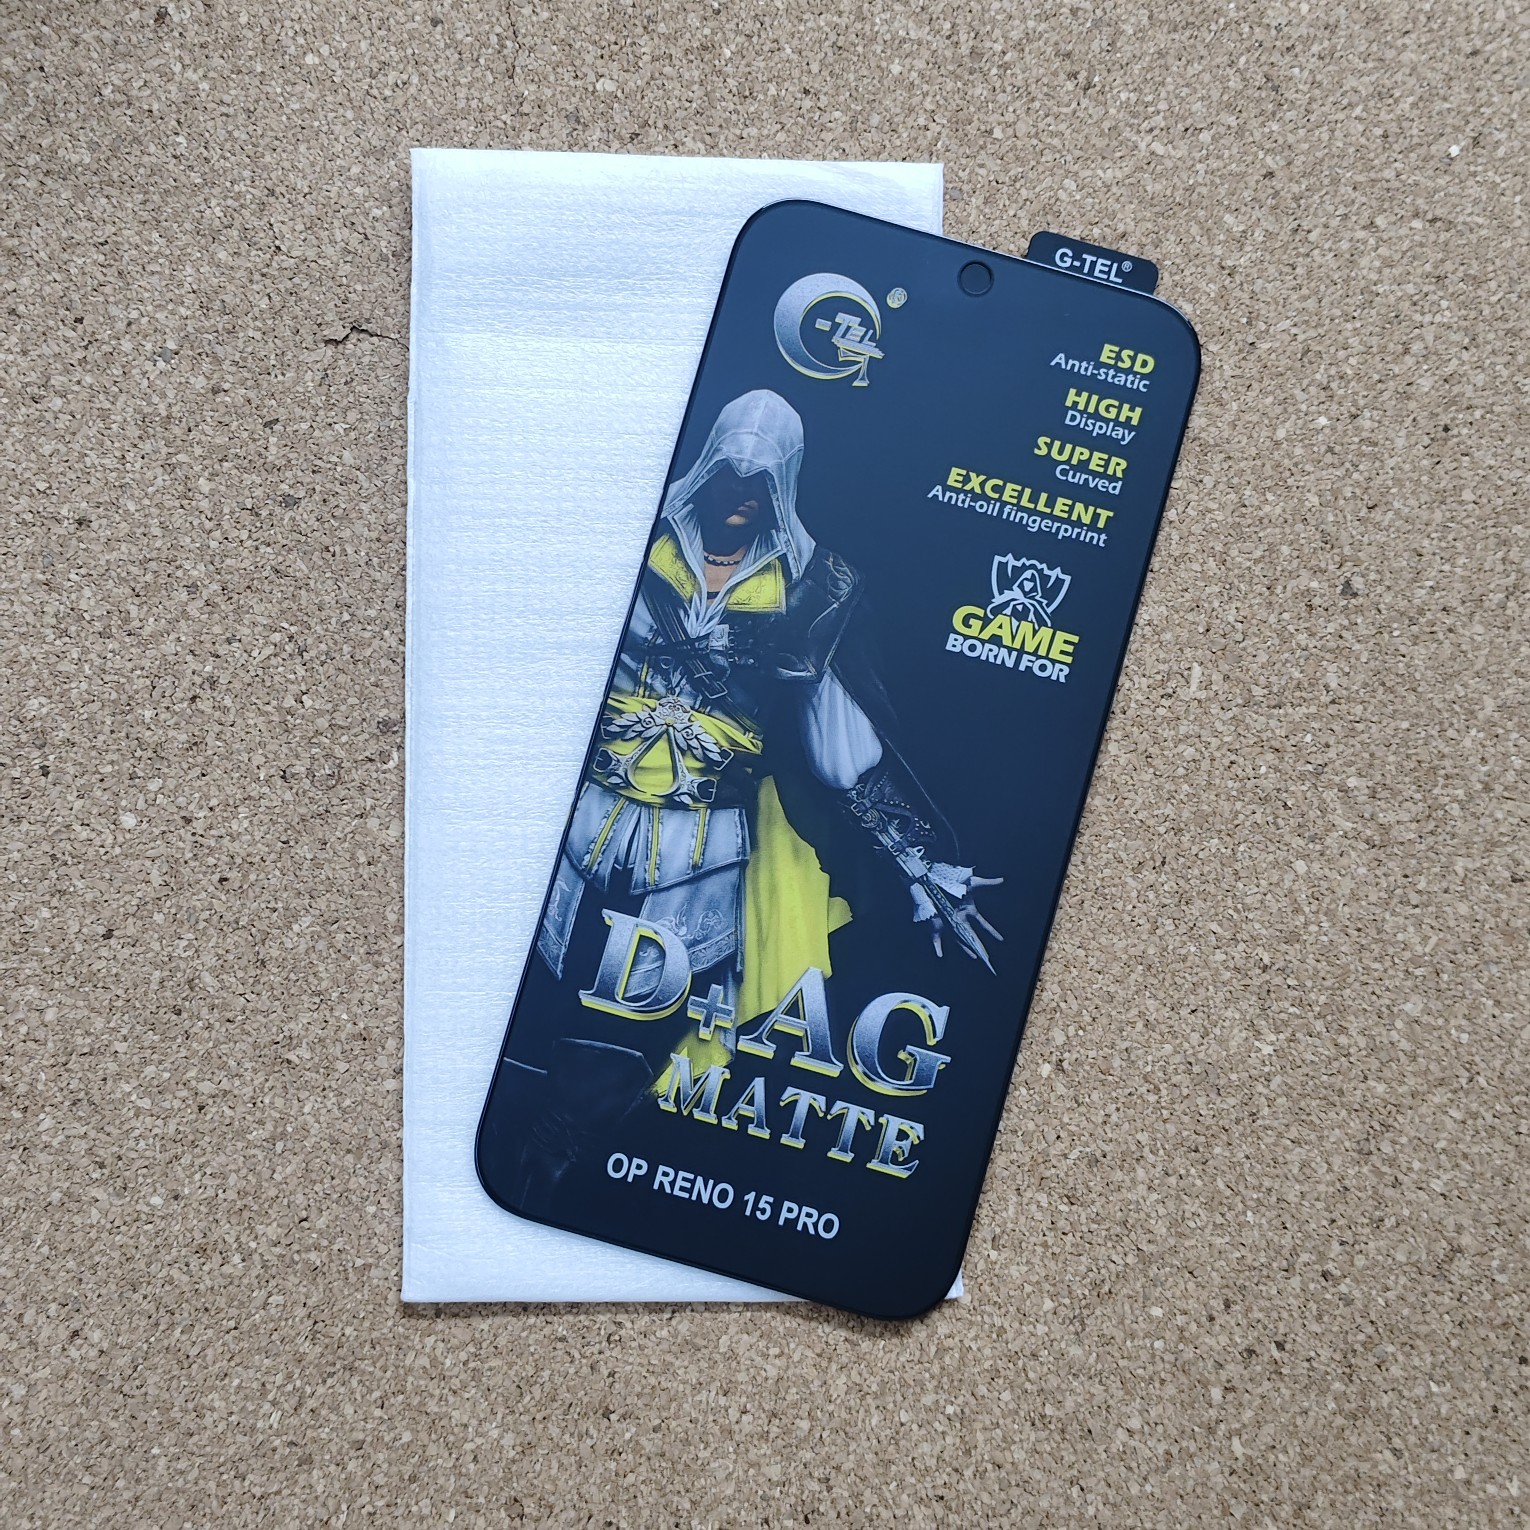 G-TEL®
G-TEL ®
ESD
Anti-static
HIGH
Display
SUPER
Curved
EXCELLENT
Anti-oil fingerprint
GAME
BORN FOR
D+AG
MATTE
OP RENO 15 PRO